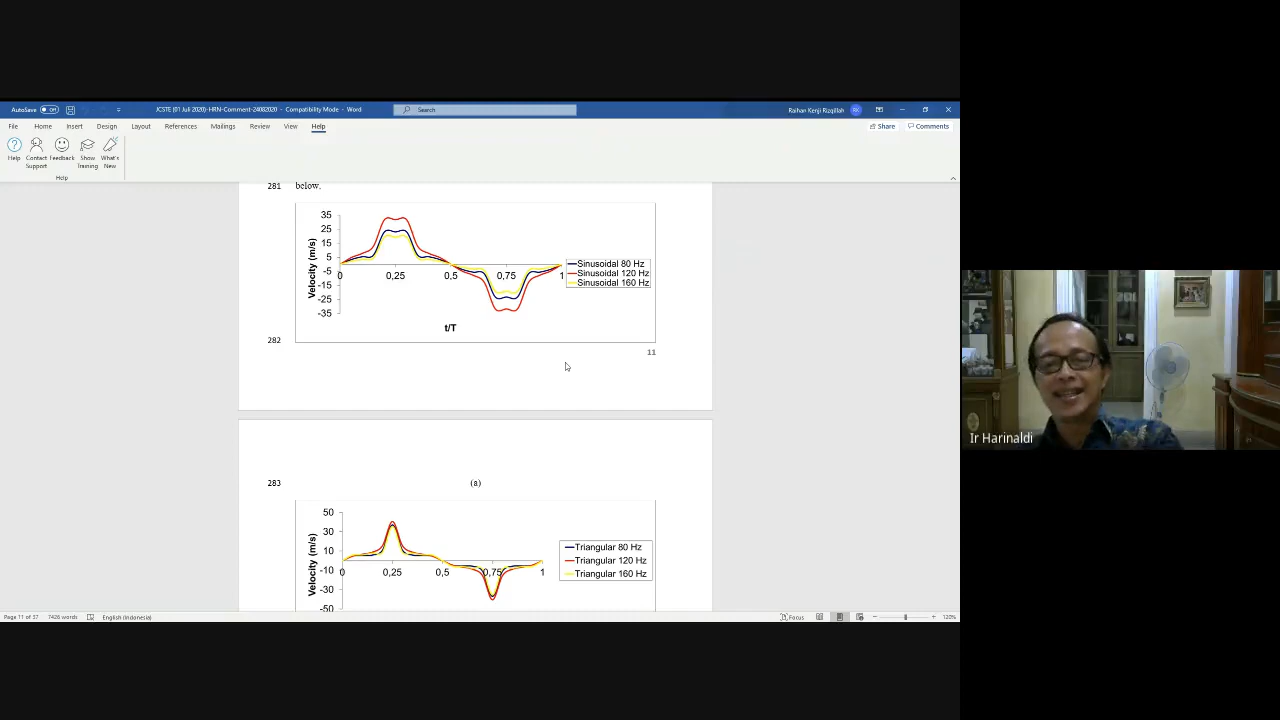 AutoSave Off
JCSTE (01 Juli 2020)-HRN-Comment-24082020 - Compatibility Mode - Word
Search
Raihan Kenji Rizqillah
RK
File Home Insert Design Layout References Mailings Review View Help
Share Comments
Help Contact Support Feedback Show Training What's New
Help
281 below,
35
25
15
5
-5
-15
-25
-35
Velocity (m/s)
0 0,25 0,5 0,75 1
t/T
Sinusoidal 80 Hz
Sinusoidal 120 Hz
Sinusoidal 160 Hz
282
11
Ir Harinaldi
283 (a)
50
30
10
-10
-30
-50
Velocity (m/s)
0 0,25 0,5 0,75 1
Triangular 80 Hz
Triangular 120 Hz
Triangular 160 Hz
Page 11 of 37 7426 words English (Indonesia)
Focus
120%